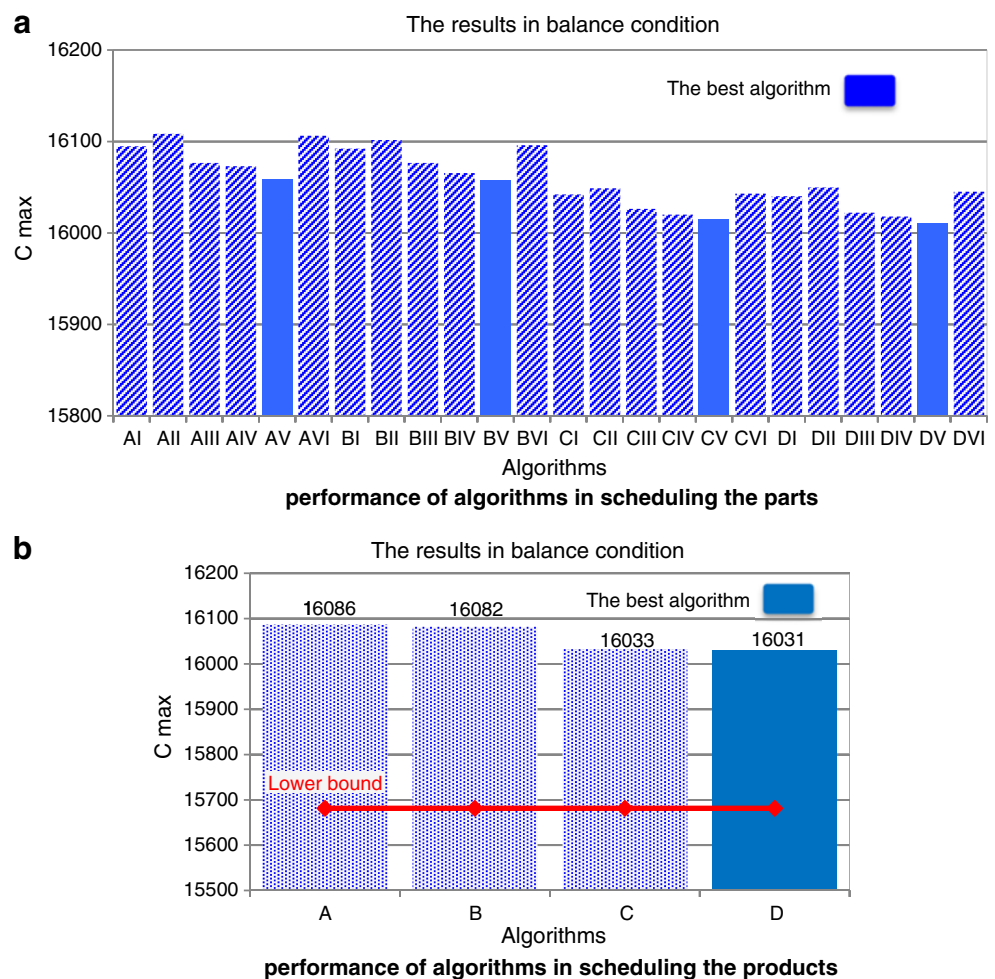 a
The results in balance condition
16200
The best algorithm
16100
16000
15900
15800
C max
AI AII AIII AIV AV AVI BI BII BIII BIV BV BVI CI CII CIII CIV CV CVI DI DII DIII DIV DV DVI
Algorithms
performance of algorithms in scheduling the parts
b
The results in balance condition
16200
The best algorithm
16100
16086 16082 16033 16031
16000
15900
15800
Lower bound
15700
15600
15500
C max
A B C D
Algorithms
performance of algorithms in scheduling the products